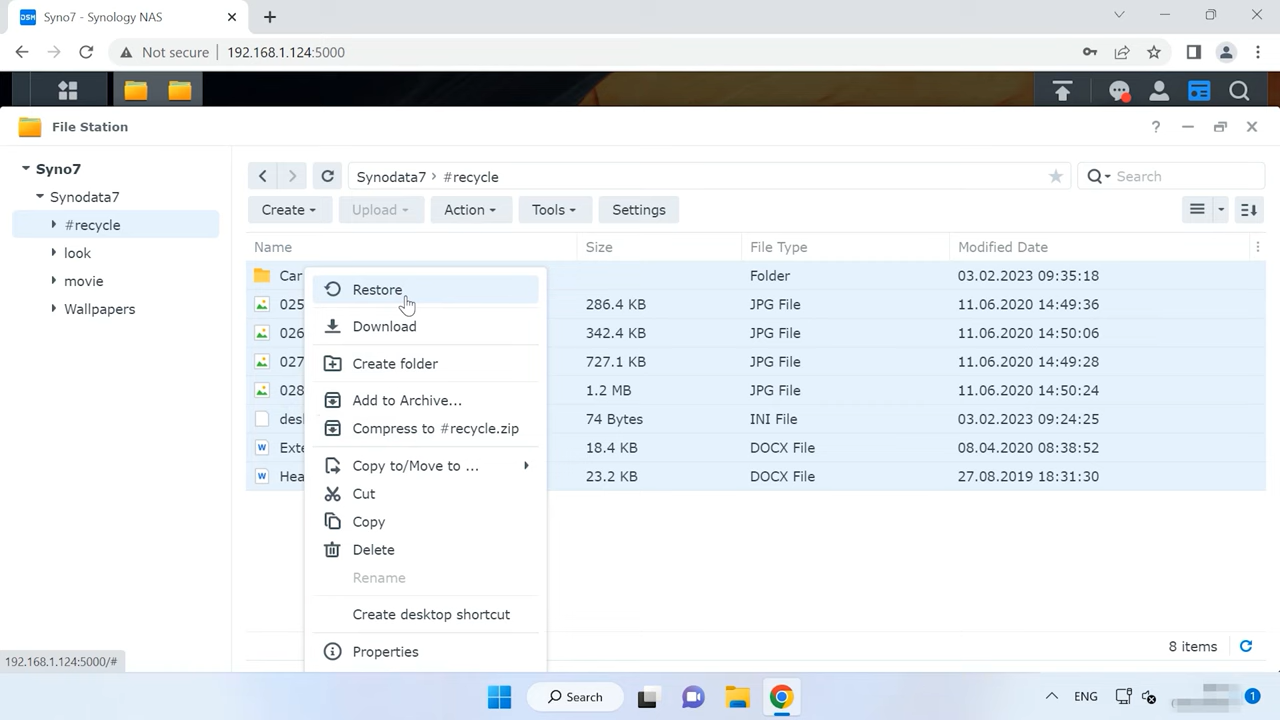 DSM Syno7 - Synology NAS
Not secure 192.168.1.124:5000
File Station
?
Syno7
Synodata7
#recycle
look
movie
Wallpapers
Synodata7 > #recycle
Search
Create Upload Action Tools Settings
Name Size File Type Modified Date
Car Folder 03.02.2023 09:35:18
025 286.4 KB JPG File 11.06.2020 14:49:36
026 342.4 KB JPG File 11.06.2020 14:50:06
027 727.1 KB JPG File 11.06.2020 14:49:28
028 1.2 MB JPG File 11.06.2020 14:50:24
des 74 Bytes INI File 03.02.2023 09:24:25
Exte 18.4 KB DOCX File 08.04.2020 08:38:52
Hea 23.2 KB DOCX File 27.08.2019 18:31:30
Restore
Download
Create folder
Add to Archive...
Compress to #recycle.zip
Copy to/Move to ...
Cut
Copy
Delete
Rename
Create desktop shortcut
Properties
8 items
192.168.1.124:5000/#
Search
ENG
1